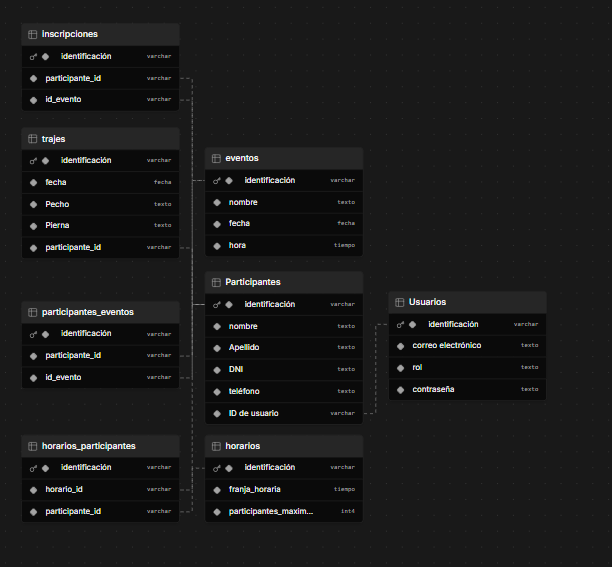 inscripciones
identificación varchar
participante_id varchar
id_evento varchar
trajes
identificación varchar
fecha fecha
Pecho texto
Pierna texto
participante_id varchar
participantes_eventos
identificación varchar
participante_id varchar
id_evento varchar
horarios_participantes
identificación varchar
horario_id varchar
participante_id varchar
eventos
identificación varchar
nombre texto
fecha fecha
hora tiempo
Participantes
identificación varchar
nombre texto
Apellido texto
DNI texto
teléfono texto
ID de usuario varchar
horarios
identificación varchar
franja_horaria tiempo
participantes_maxim... int4
Usuarios
identificación varchar
correo electrónico texto
rol texto
contraseña texto